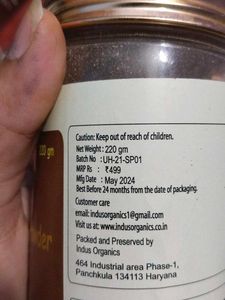 220 gm
Caution: Keep out of reach of children.
Net Weight: 220 gm
Batch No : UH-21-SP01
MRP Rs : ₹499
Mfg Date : May 2024
Best Before 24 months from the date of packaging.
Customer care
email: indusorganics1@gmail.com
Visit us at: www.indusorganics.co.in
Packed and Preserved by
Indus Organics
464 Industrial area Phase-1,
Panchkula 134113 Haryana